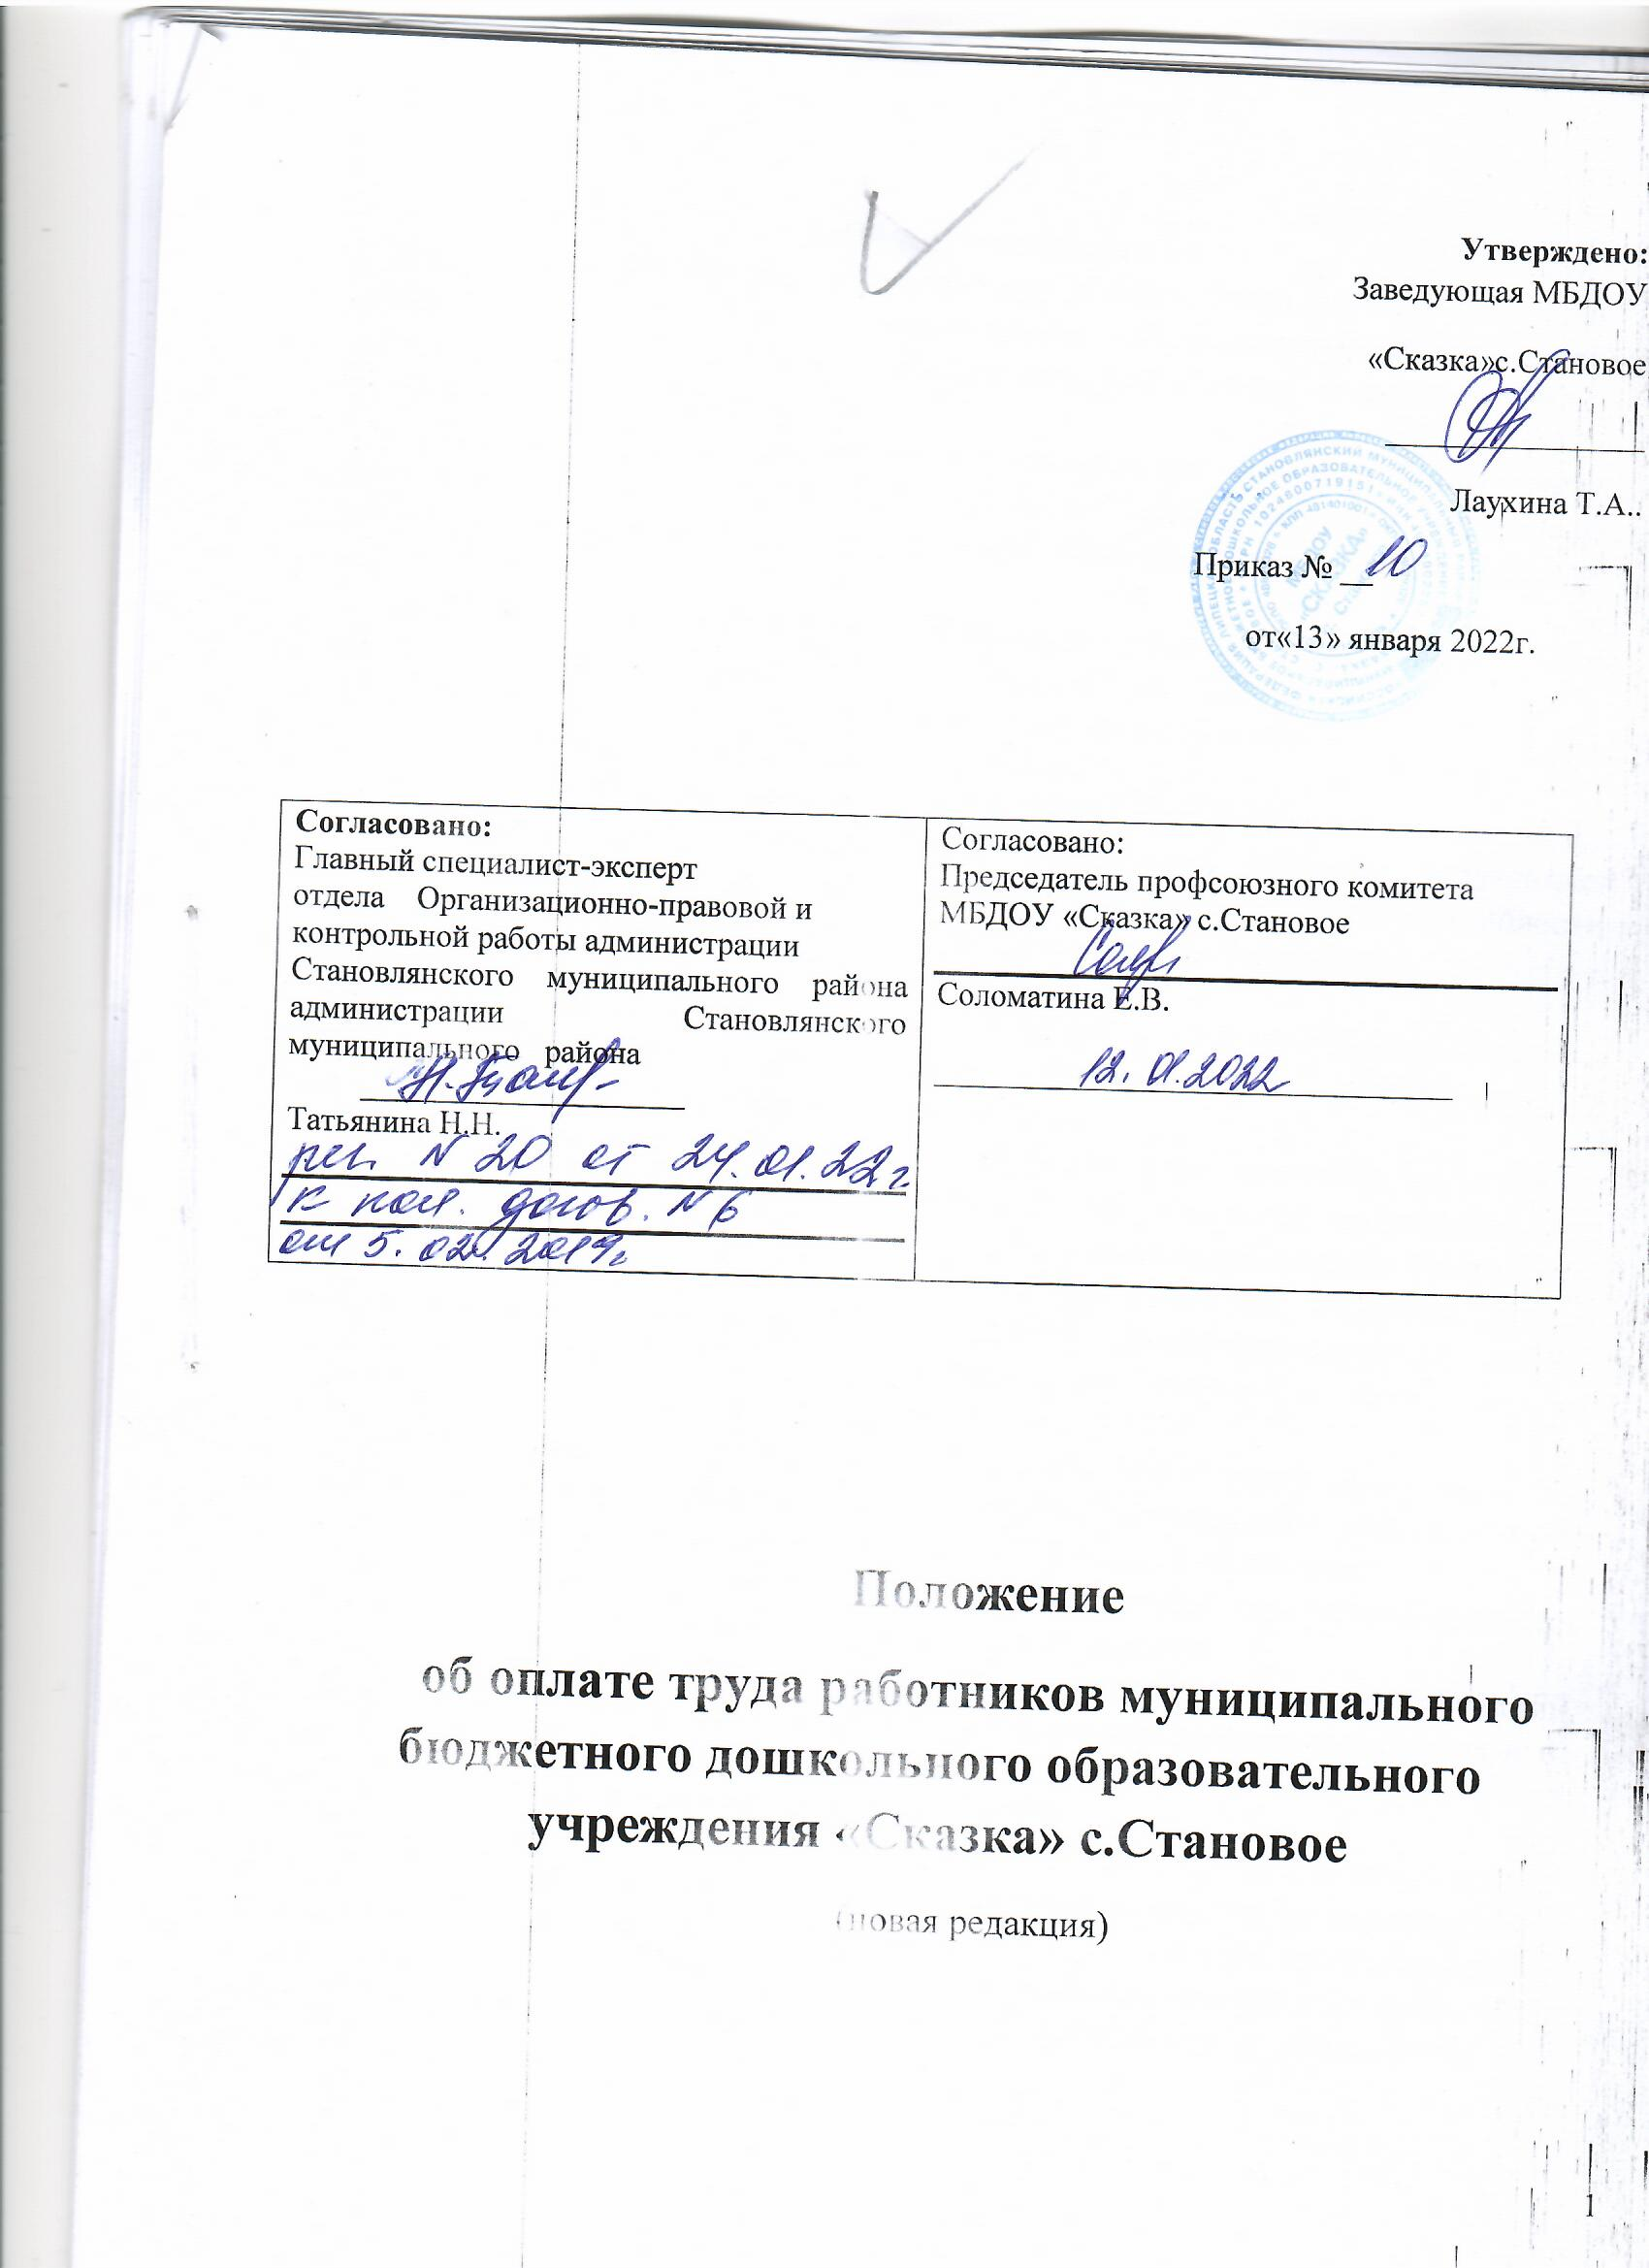 Утверждено:
Заведующая МБДОУ
«Сказка»с.Становое
Лаухина Т.А..
Приказ № __10
от«13» января 2022г.
Согласовано:
Главный специалист-эксперт
отдела Организационно-правовой и
контрольной работы администрации
Становлянского муниципального района
администрации Становлянского
муниципального района
Татьянина Н.Н.
рег. N 20 от 24.01.22г.
к кол. догов. N 6
от 5.02.2019г
Согласовано:
Председатель профсоюзного комитета
МБДОУ «Сказка» с.Становое
Соломатина Е.В.
12.01.2022
Положение
об оплате труда работников муниципального
бюджетного дошкольного образовательного
учреждения «Сказка» с.Становое
(новая редакция)
1